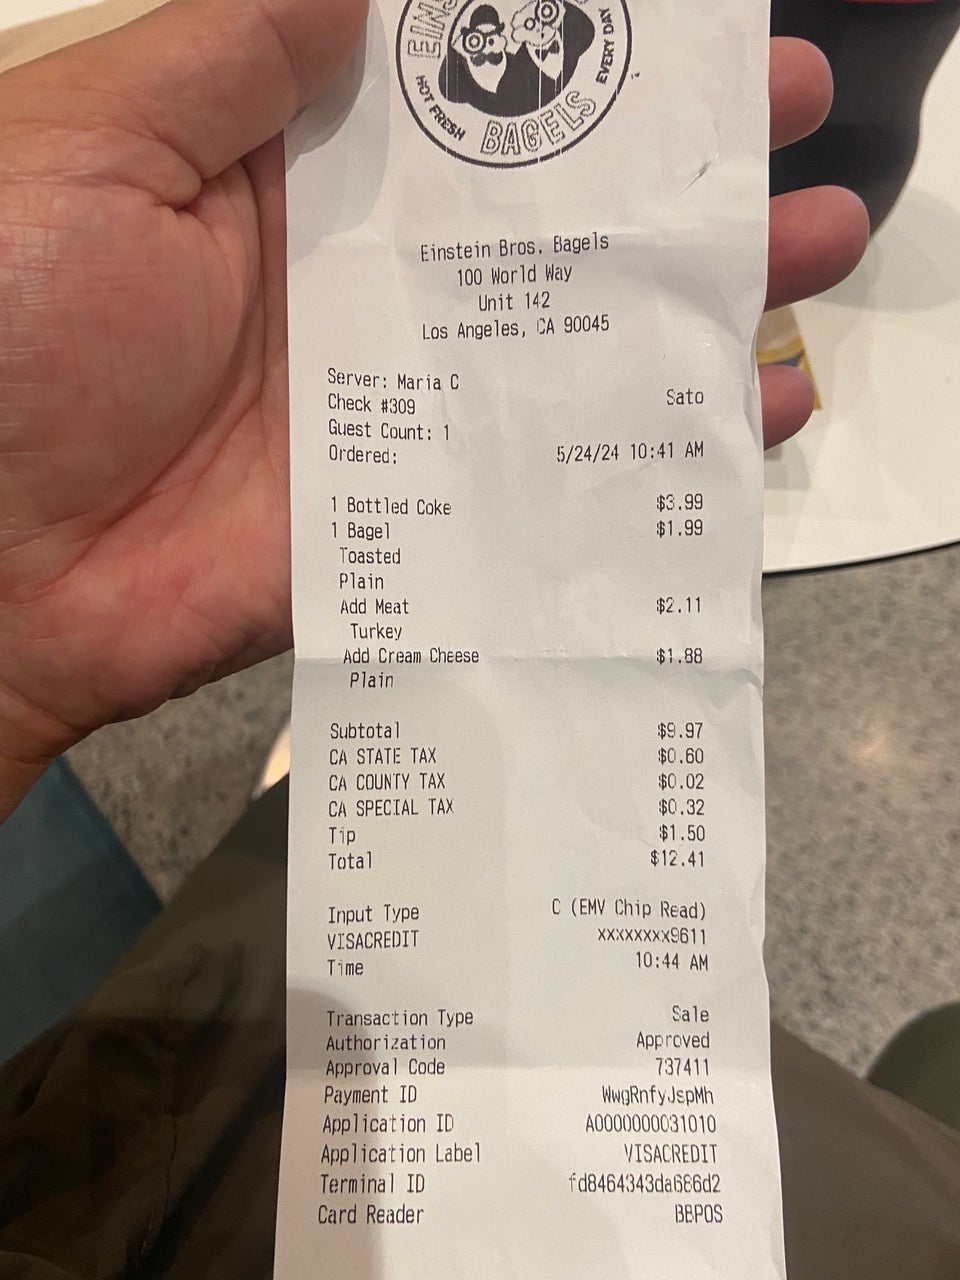 EINS
HOT FRESH
BAGELS
EVERY DAY
Einstein Bros. Bagels
100 World Way
Unit 142
Los Angeles, CA 90045
Server: Maria C
Check #309 Sato
Guest Count: 1
Ordered: 5/24/24 10:41 AM
1 Bottled Coke $3.99
1 Bagel $1.99
Toasted
Plain
Add Meat $2.11
Turkey
Add Cream Cheese $1.88
Plain
Subtotal $9.97
CA STATE TAX $0.60
CA COUNTY TAX $0.02
CA SPECIAL TAX $0.32
Tip $1.50
Total $12.41
Input Type C (EMV Chip Read)
VISACREDIT xxxxxxxx9611
Time 10:44 AM
Transaction Type Sale
Authorization Approved
Approval Code 737411
Payment ID WwgRnfyJspMh
Application ID A0000000031010
Application Label VISACREDIT
Terminal ID fd8464343da686d2
Card Reader BBPOS